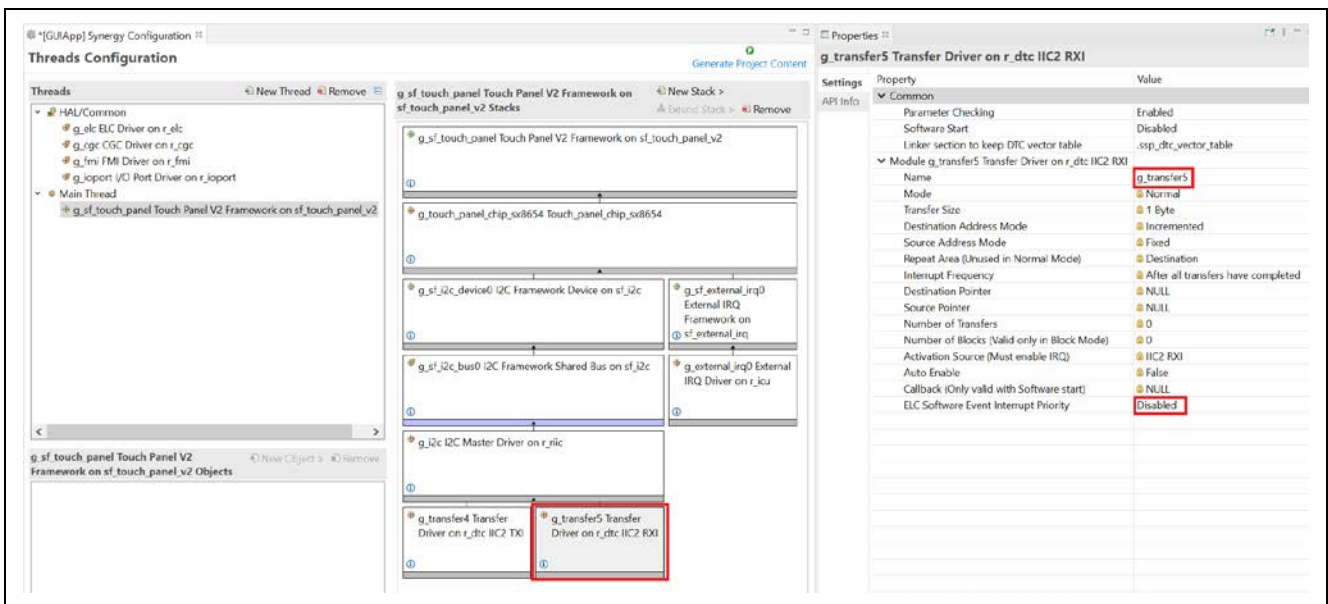 *[GUIApp] Synergy Configuration
Threads Configuration
Generate Project Content
Threads
New Thread
Remove
HAL/Common
g_elc ELC Driver on r_elc
g_cgc CGC Driver on r_cgc
g_fmi FMI Driver on r_fmi
g_ioport I/O Port Driver on r_ioport
Main Thread
g_sf_touch_panel Touch Panel V2 Framework on sf_touch_panel_v2
g_sf_touch_panel Touch Panel V2
Framework on sf_touch_panel_v2 Objects
New Object >
Remove
g_sf_touch_panel Touch Panel V2 Framework on
sf_touch_panel_v2 Stacks
New Stack >
Extend Stack >
Remove
g_sf_touch_panel Touch Panel V2 Framework on sf_touch_panel_v2
g_touch_panel_chip_sx8654 Touch_panel_chip_sx8654
g_sf_i2c_device0 I2C Framework Device on sf_i2c
g_sf_external_irq0
External IRQ
Framework on
sf_external_irq
g_sf_i2c_bus0 I2C Framework Shared Bus on sf_i2c
g_external_irq0 External
IRQ Driver on r_icu
g_i2c I2C Master Driver on r_riic
g_transfer4 Transfer
Driver on r_dtc IIC2 TXI
g_transfer5 Transfer
Driver on r_dtc IIC2 RXI
Properties
g_transfer5 Transfer Driver on r_dtc IIC2 RXI
Settings
API Info
Property Value
Common
Parameter Checking Enabled
Software Start Disabled
Linker section to keep DTC vector table .ssp_dtc_vector_table
Module g_transfer5 Transfer Driver on r_dtc IIC2 RXI
Name g_transfer5
Mode Normal
Transfer Size 1 Byte
Destination Address Mode Incremented
Source Address Mode Fixed
Repeat Area (Unused in Normal Mode) Destination
Interrupt Frequency After all transfers have completed
Destination Pointer NULL
Source Pointer NULL
Number of Transfers 0
Number of Blocks (Valid only in Block Mode) 0
Activation Source (Must enable IRQ) IIC2 RXI
Auto Enable False
Callback (Only valid with Software start) NULL
ELC Software Event Interrupt Priority Disabled